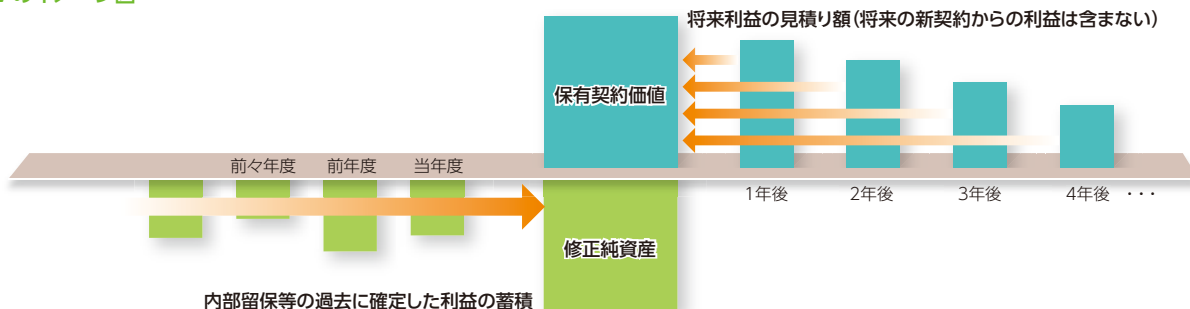 将来利益の見積り額(将来の新契約からの利益は含まない)
保有契約価値
前々年度 前年度 当年度
1年後 2年後 3年後 4年後 ・・・
修正純資産
内部留保等の過去に確定した利益の蓄積